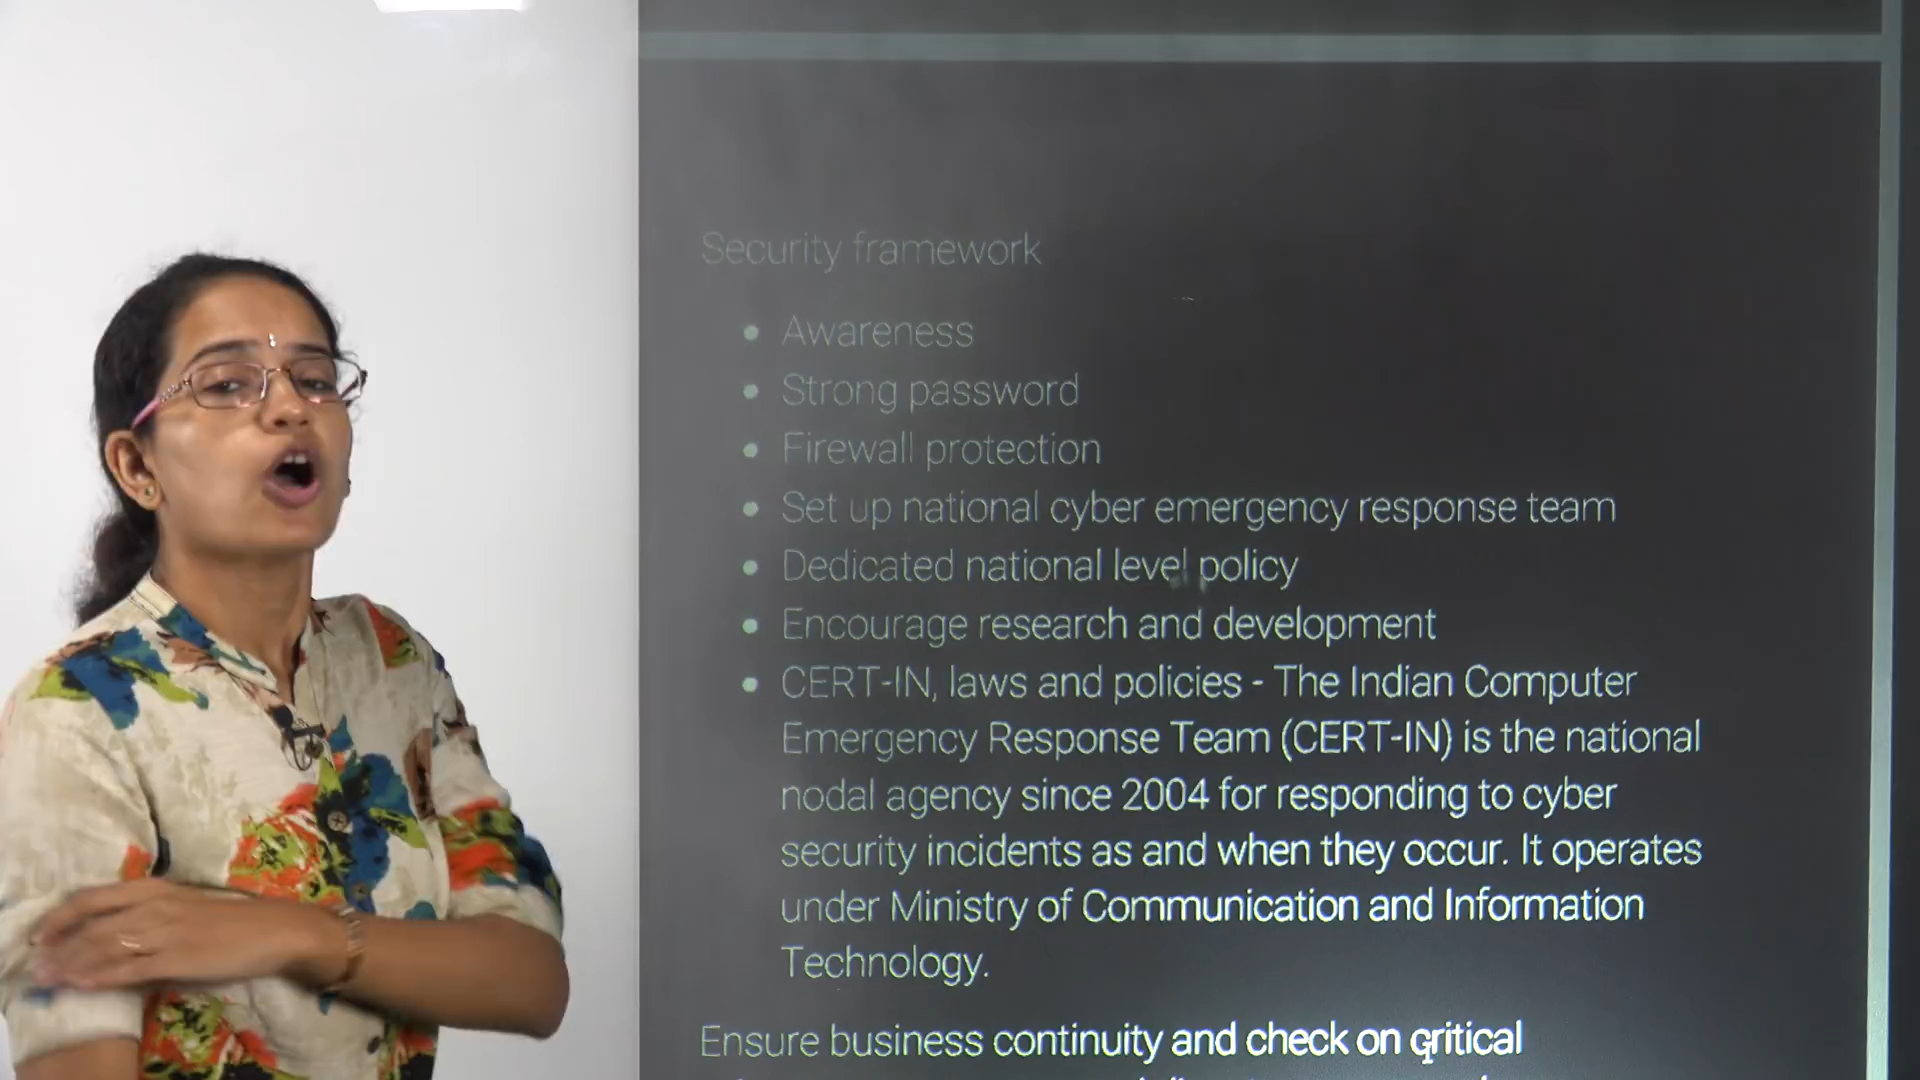 Security framework
• Awareness
• Strong password
• Firewall protection
• Set up national cyber emergency response team
• Dedicated national level policy
• Encourage research and development
• CERT-IN, laws and policies - The Indian Computer
Emergency Response Team (CERT-IN) is the national
nodal agency since 2004 for responding to cyber
security incidents as and when they occur. It operates
under Ministry of Communication and Information
Technology.
Ensure business continuity and check on critical